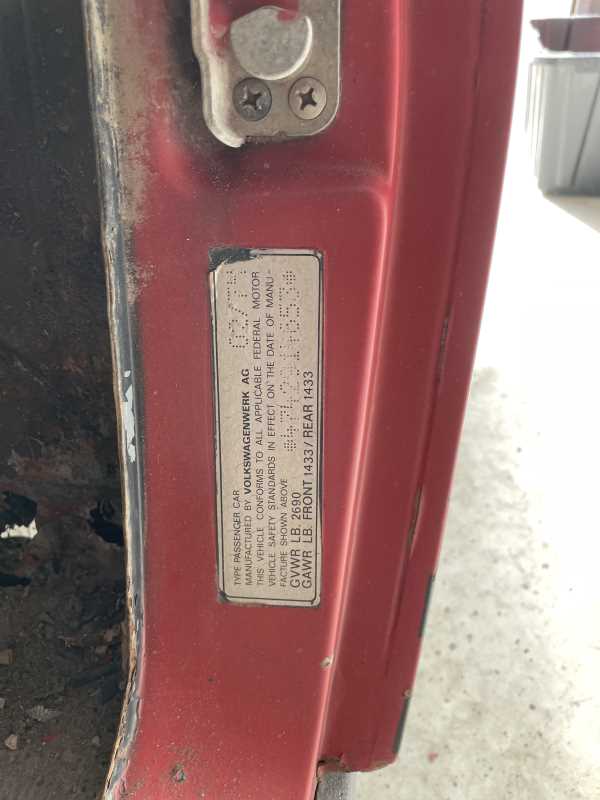 TYPE PASSENGER CAR
MANUFACTURED BY VOLKSWAGENWERK AG
THIS VEHICLE CONFORMS TO ALL APPLICABLE FEDERAL MOTOR
VEHICLE SAFETY STANDARDS IN EFFECT ON THE DATE OF MANU-
FACTURE SHOWN ABOVE
GVWR LB. 2690
GAWR LB. FRONT 1433 / REAR 1433